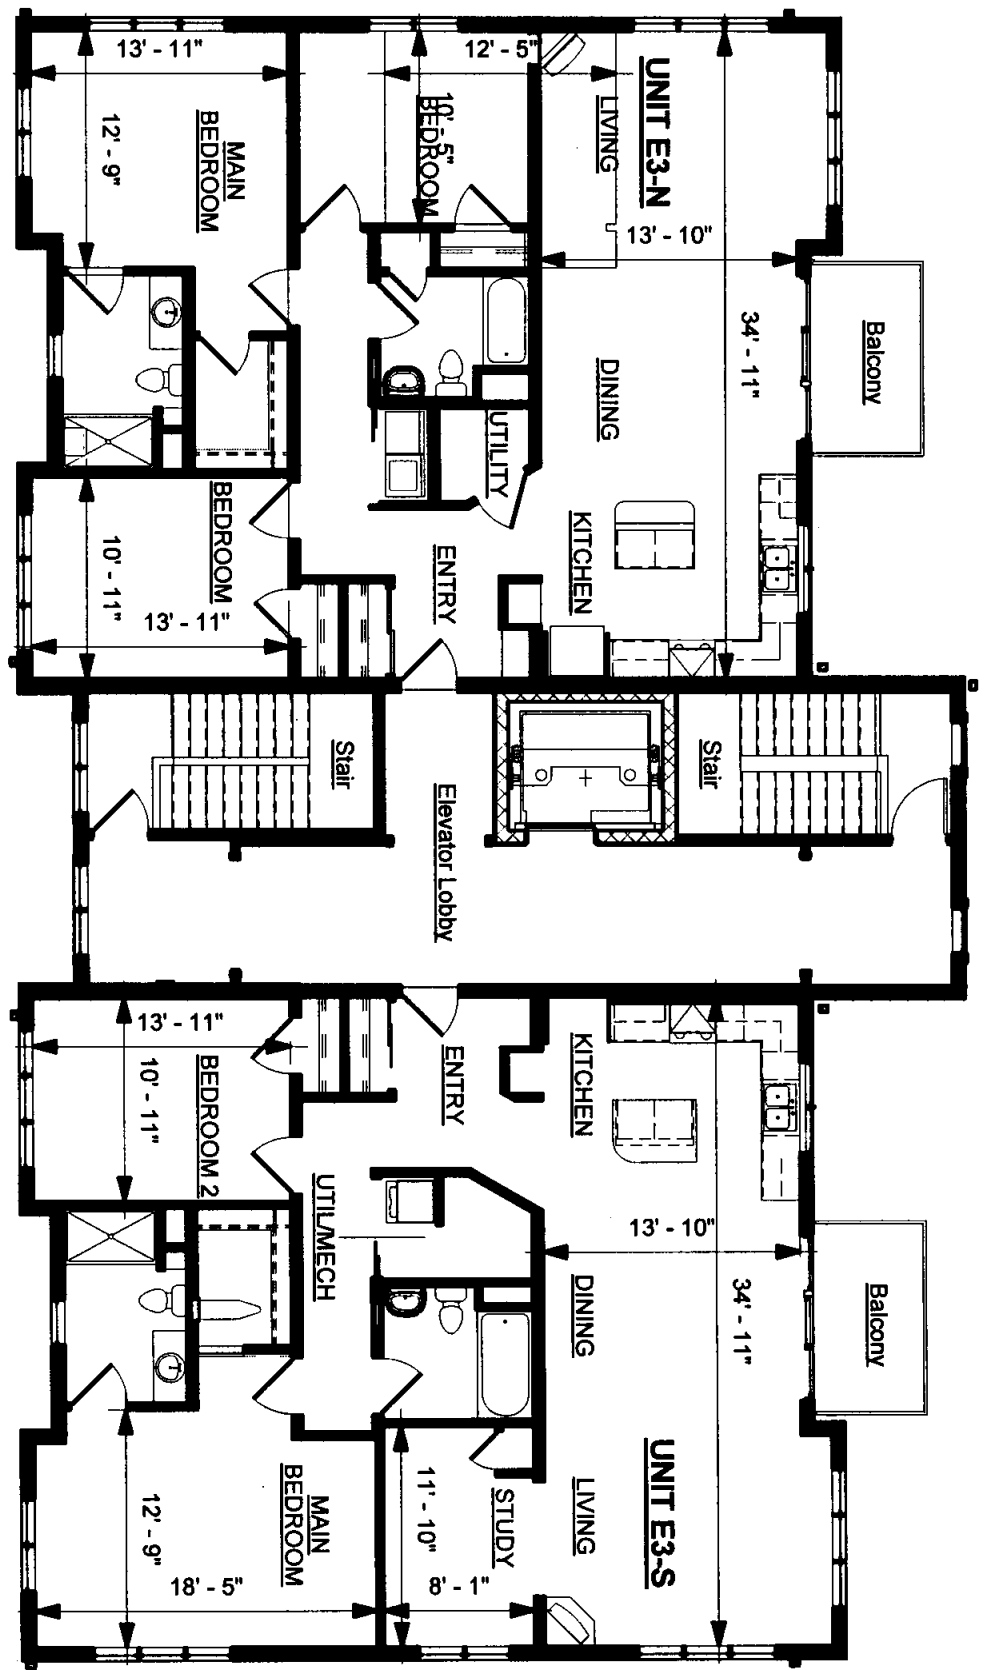 13' - 11"
12' - 5"
UNIT E3-N
LIVING
10' - 5"
BEDROOM
12' - 9"
MAIN
BEDROOM
13' - 10"
34' - 11"
Balcony
DINING
UTILITY
BEDROOM
KITCHEN
ENTRY
10' - 11"
13' - 11"
Stair
Stair
Elevator Lobby
13' - 11"
10' - 11"
BEDROOM 2
ENTRY
KITCHEN
UTIL/MECH
13' - 10"
34' - 11"
DINING
Balcony
UNIT E3-S
MAIN
BEDROOM
12' - 9"
11' - 10"
STUDY
LIVING
18' - 5"
8' - 1"